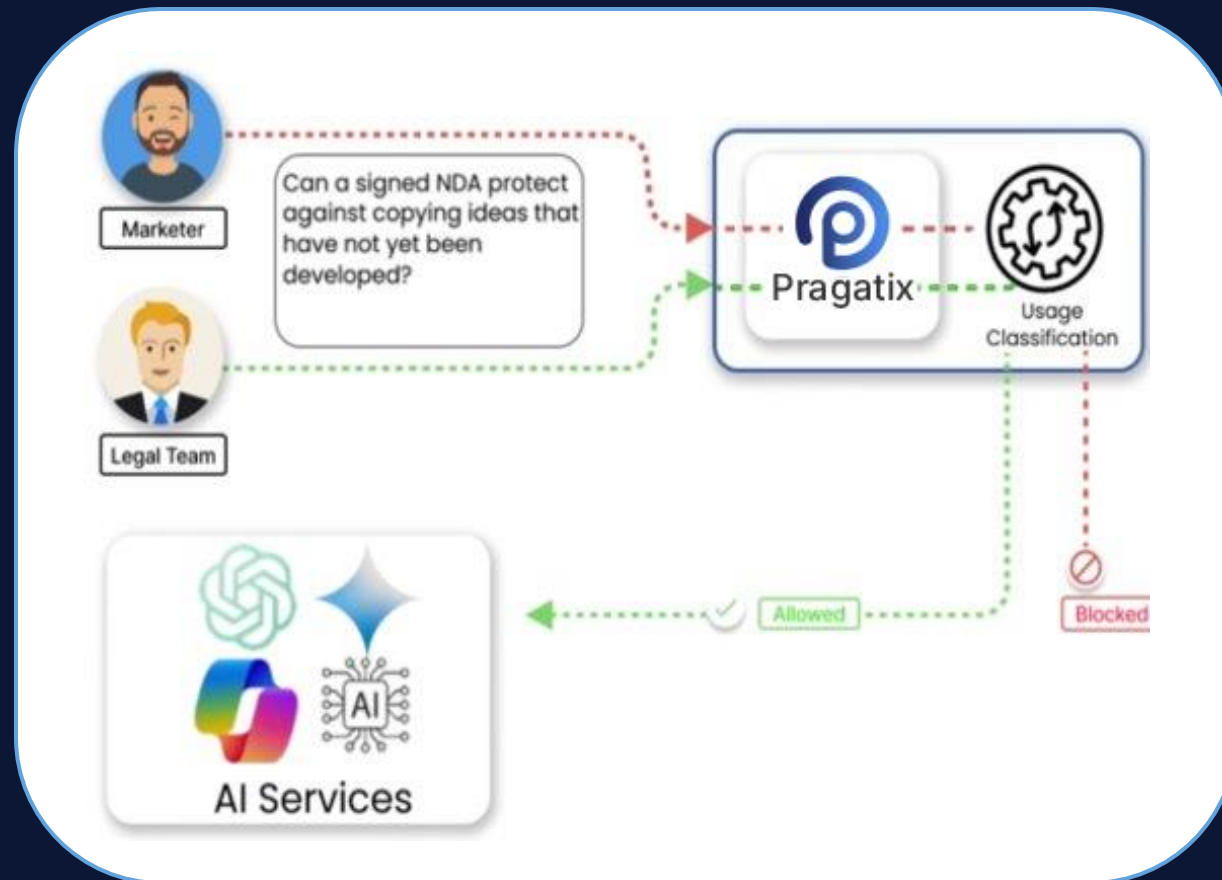 Marketer
Can a signed NDA protect
against copying ideas that
have not yet been
developed?
Legal Team
Pragatix
Usage
Classification
Allowed
Blocked
AI
AI Services